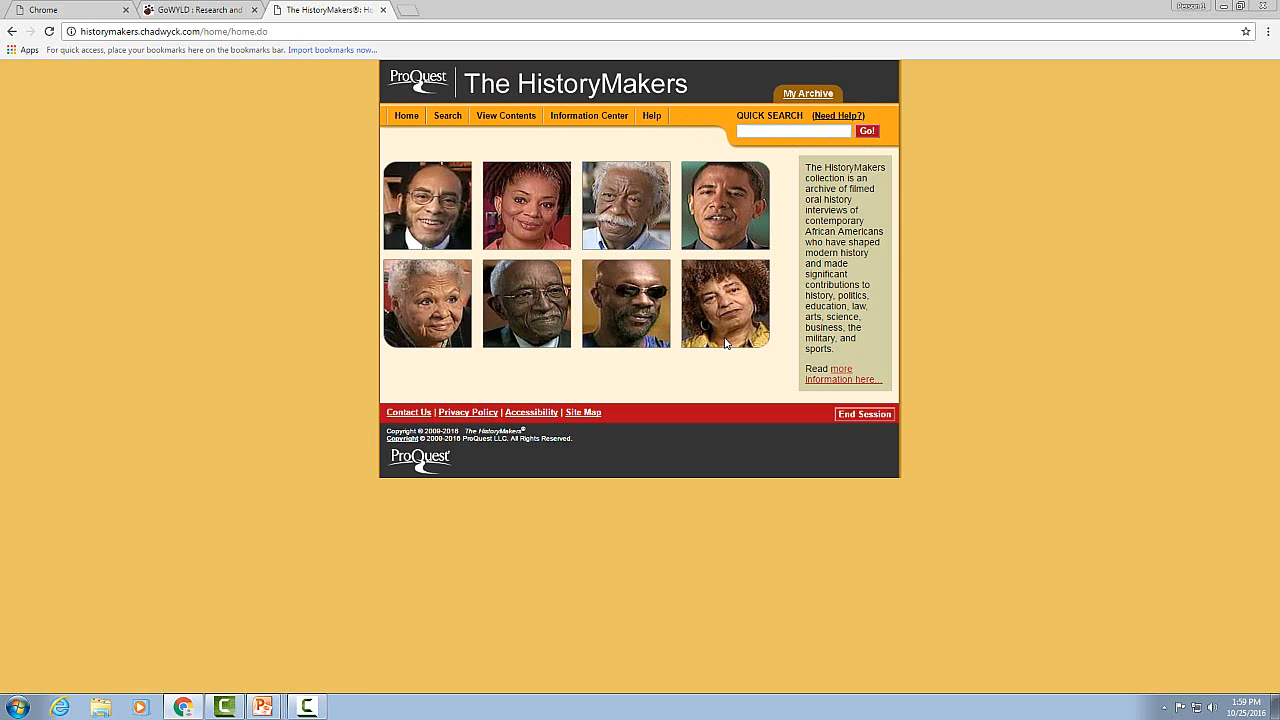 Chrome
GoWYLD : Research and
The HistoryMakers®: Ho
Person 1
historymakers.chadwyck.com/home/home.do
Apps
For quick access, place your bookmarks here on the bookmarks bar. Import bookmarks now...
ProQuest
The HistoryMakers
My Archive
Home
Search
View Contents
Information Center
Help
QUICK SEARCH (Need Help?)
Go!
The HistoryMakers
collection is an
archive of filmed
oral history
interviews of
contemporary
African Americans
who have shaped
modern history
and made
significant
contributions to
history, politics,
education, law,
arts, science,
business, the
military, and
sports.
Read more
information here...
Contact Us | Privacy Policy | Accessibility | Site Map
End Session
Copyright © 2009-2016 The HistoryMakers®
Copyright © 2000-2016 ProQuest LLC. All Rights Reserved.
ProQuest
1:59 PM
10/25/2016